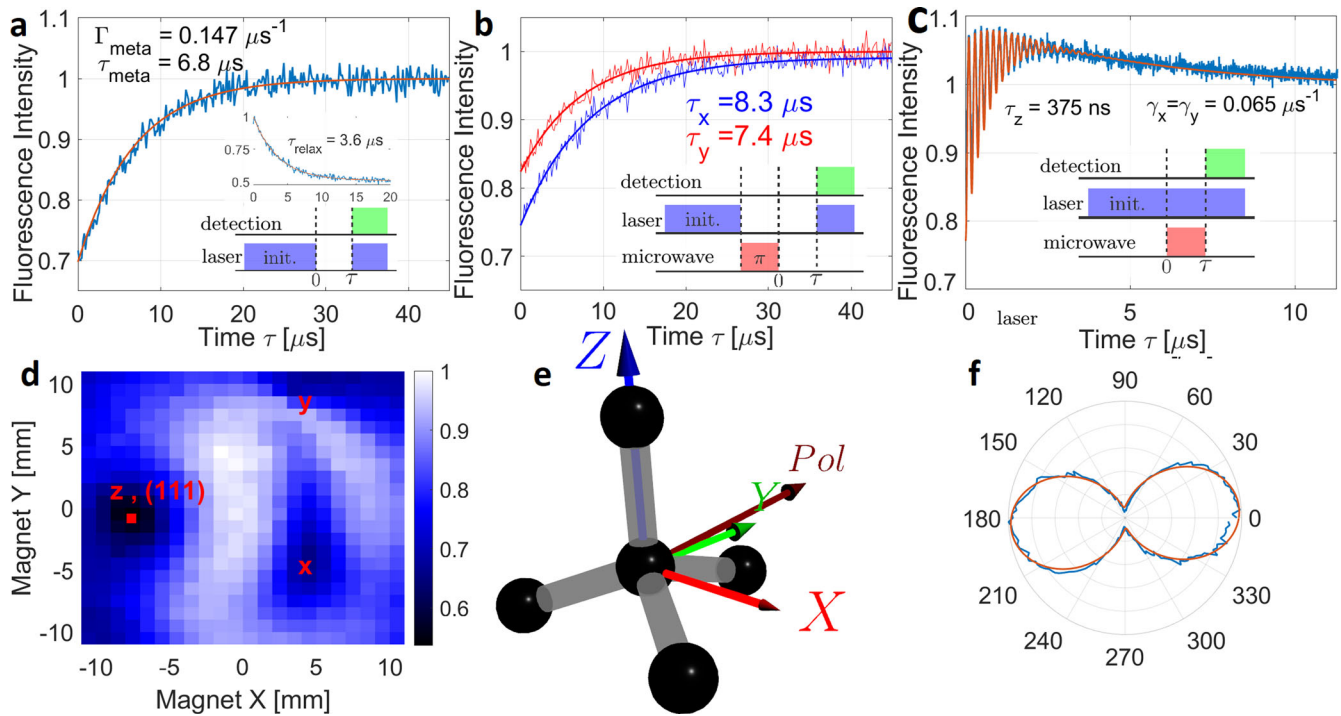 a
Γmeta = 0.147 μs-1
τmeta = 6.8 μs
τrelax = 3.6 μs
1
0.75
0.5
0 5 10 15 20
detection
laser init.
0 τ
Fluorescence Intensity
1.1
1
0.9
0.8
0.7
0 10 20 30 40
Time τ [μs]
b
τx=8.3 μs
τy=7.4 μs
detection
laser init.
microwave π
0 τ
Fluorescence Intensity
1
0.9
0.8
0.7
0 10 20 30 40
Time τ [μs]
c
τz = 375 ns γx=γy = 0.065 μs-1
detection
laser init.
microwave
0 τ
Fluorescence Intensity
1.1
1
0.9
0.8
0.7
5 10
laser
Time τ [μs]
d
y
z , (111)
x
Magnet Y [mm]
10
5
0
-5
-10
-10 -5 0 5 10
Magnet X [mm]
1
0.9
0.8
0.7
0.6
e
Z
Pol
Y
X
f
90
120 60
150 30
180 0
210 330
240 300
270